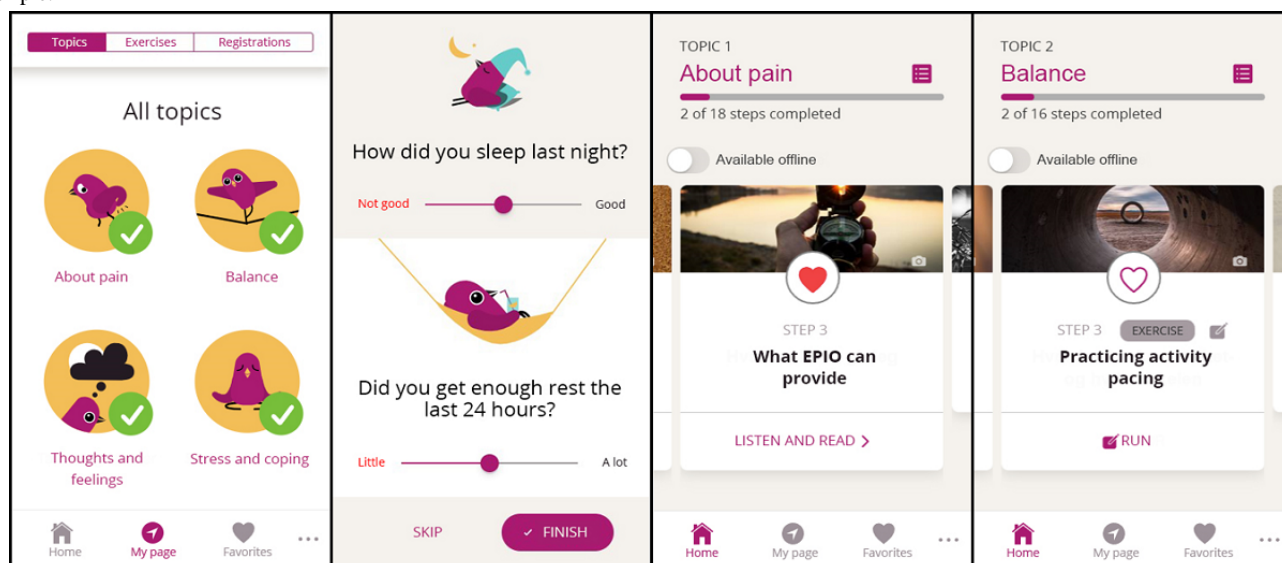 Topics Exercises Registrations
All topics
About pain Balance
Thoughts and
feelings
Stress and coping
Home My page Favorites
How did you sleep last night?
Not good Good
Did you get enough rest the
last 24 hours?
Little A lot
SKIP FINISH
TOPIC 1
About pain
2 of 18 steps completed
Available offline
STEP 3
What EPIO can
provide
LISTEN AND READ
Home My page Favorites
TOPIC 2
Balance
2 of 16 steps completed
Available offline
STEP 3 EXERCISE
Practicing activity
pacing
RUN
Home My page Favorites